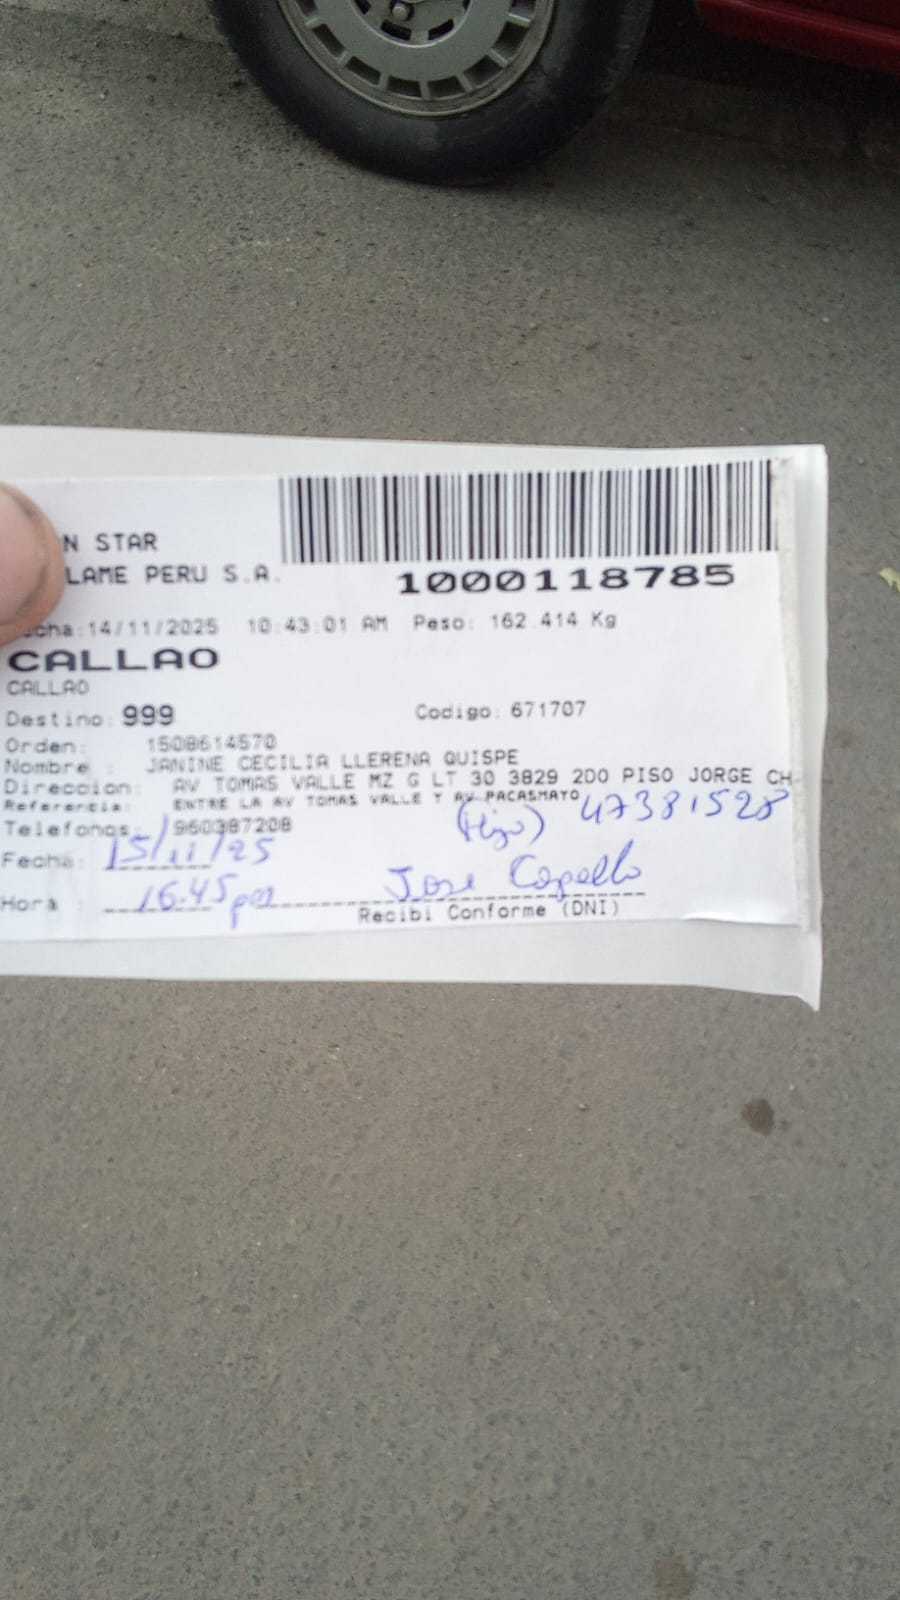 N STAR
LAME PERU S.A.
1000118785
cha:14/11/2025 10:43:01 AM Peso: 162.414 Kg
CALLAO
CALLAO
Destino: 999 Codigo: 671707
Orden: 1508614570
Nombre : JANINE CECILIA LLERENA QUISPE
Direccion: AV TOMAS VALLE MZ G LT 30 3829 2DO PISO JORGE CH
Referencia: ENTRE LA AV TOMAS VALLE Y AV PACASMAYO
(Hijo) 47381528
Telefonos: 960387208
Fecha: 15/11/25
Jose
Hora : 16.45 pm
Recibi Conforme (DNI)